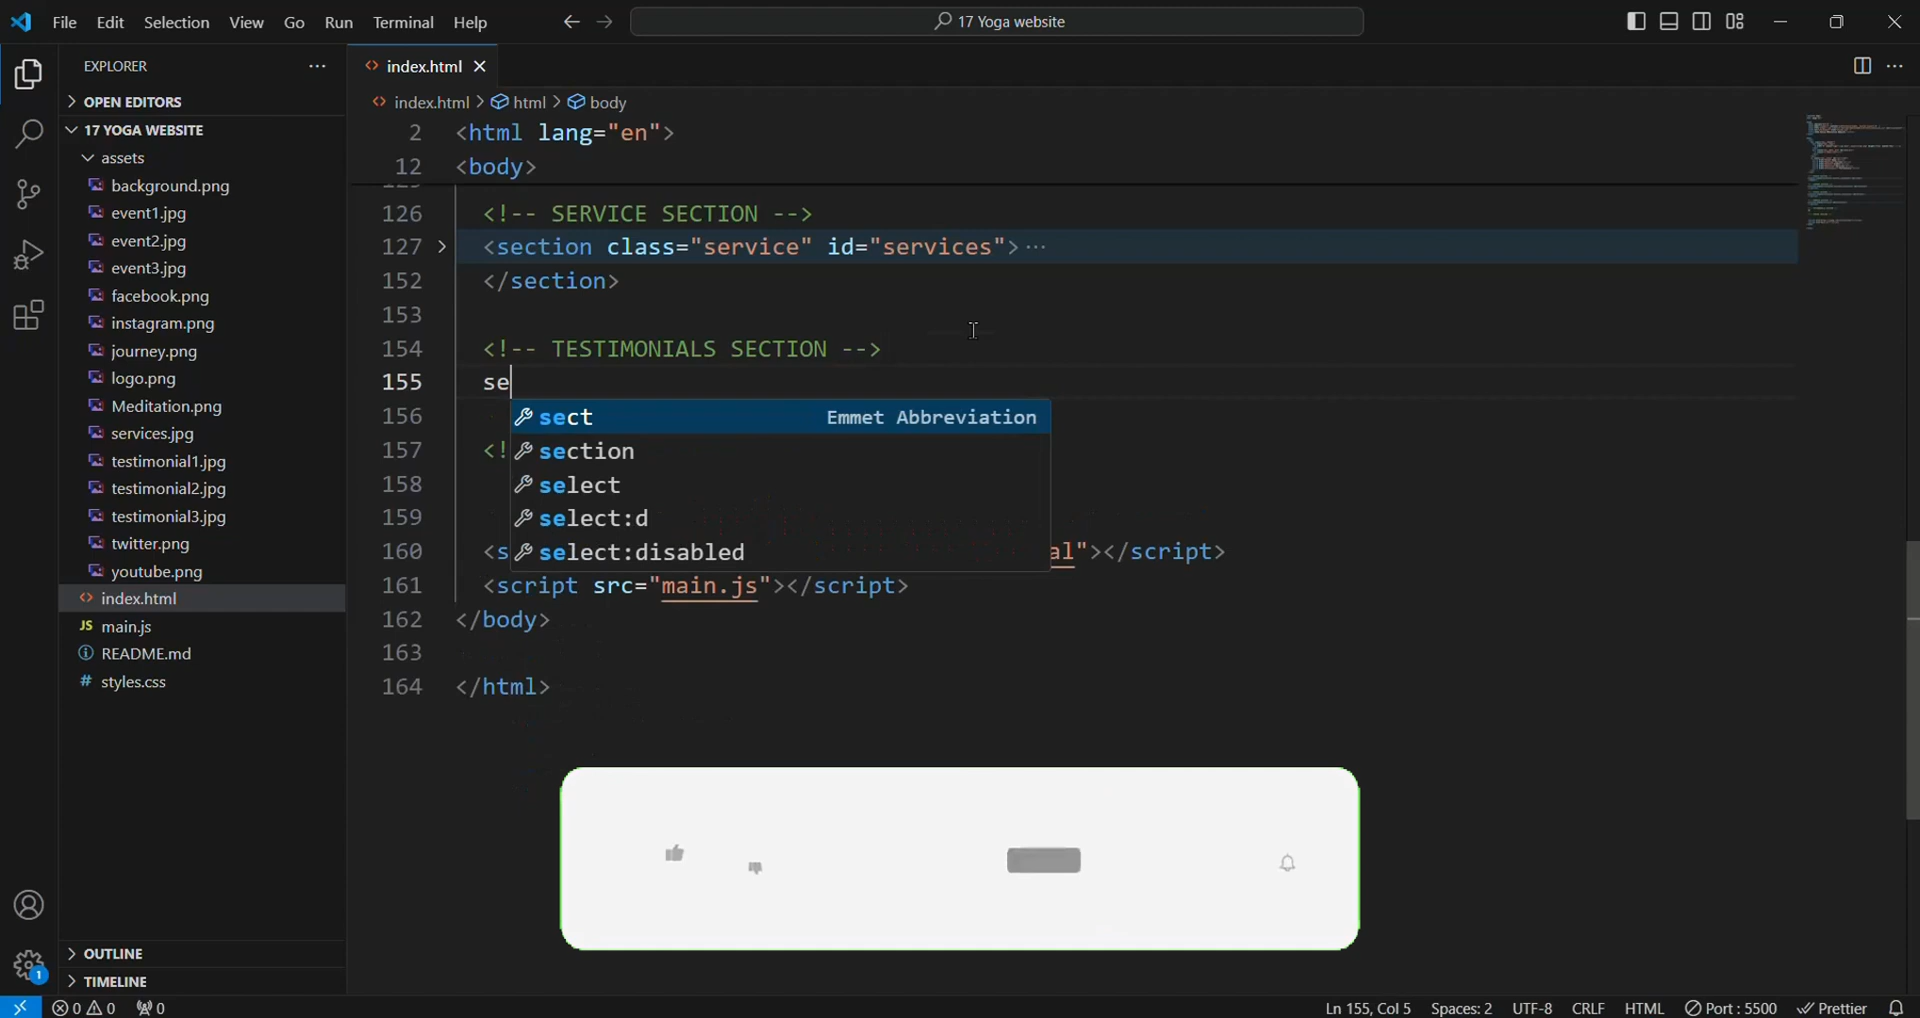 File Edit Selection View Go Run Terminal Help
17 Yoga website
EXPLORER
OPEN EDITORS
17 YOGA WEBSITE
assets
background.png
event1.jpg
event2.jpg
event3.jpg
facebook.png
instagram.png
journey.png
logo.png
Meditation.png
services.jpg
testimonial1.jpg
testimonial2.jpg
testimonial3.jpg
twitter.png
youtube.png
index.html
JS main.js
README.md
# styles.css
OUTLINE
TIMELINE
index.html
index.html > html > body
2 <html lang="en">
12 <body>
126 <!-- SERVICE SECTION -->
127 <section class="service" id="services">...
152 </section>
153
154 <!-- TESTIMONIALS SECTION -->
155 se
156 sect Emmet Abbreviation
157 <! section
158 select
159 select:d
160 <s select:disabled al"></script>
161 <script src="main.js"></script>
162 </body>
163
164 </html>
1
0 0 0
Ln 155, Col 5 Spaces: 2 UTF-8 CRLF HTML Port : 5500 Prettier